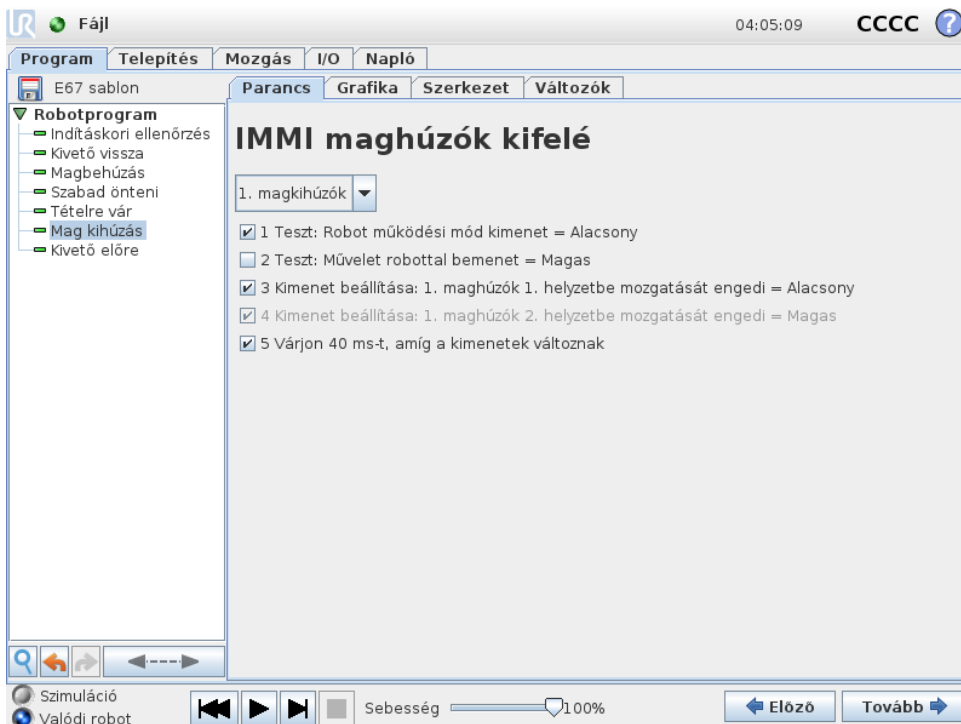 UR Fájl 04:05:09 CCCC ?
Program Telepítés Mozgás I/O Napló
E67 sablon
Parancs Grafika Szerkezet Változók
Robotprogram
Indításkori ellenőrzés
Kivető vissza
Magbehúzás
Szabad önteni
Tételre vár
Mag kihúzás
Kivető előre
IMMI maghúzók kifelé
1. magkihúzók
1 Teszt: Robot működési mód kimenet = Alacsony
2 Teszt: Művelet robottal bemenet = Magas
3 Kimenet beállítása: 1. maghúzók 1. helyzetbe mozgatását engedi = Alacsony
4 Kimenet beállítása: 1. maghúzók 2. helyzetbe mozgatását engedi = Magas
5 Várjon 40 ms-t, amíg a kimenetek változnak
Szimuláció
Valódi robot
Sebesség 100%
Elöző
Tovább